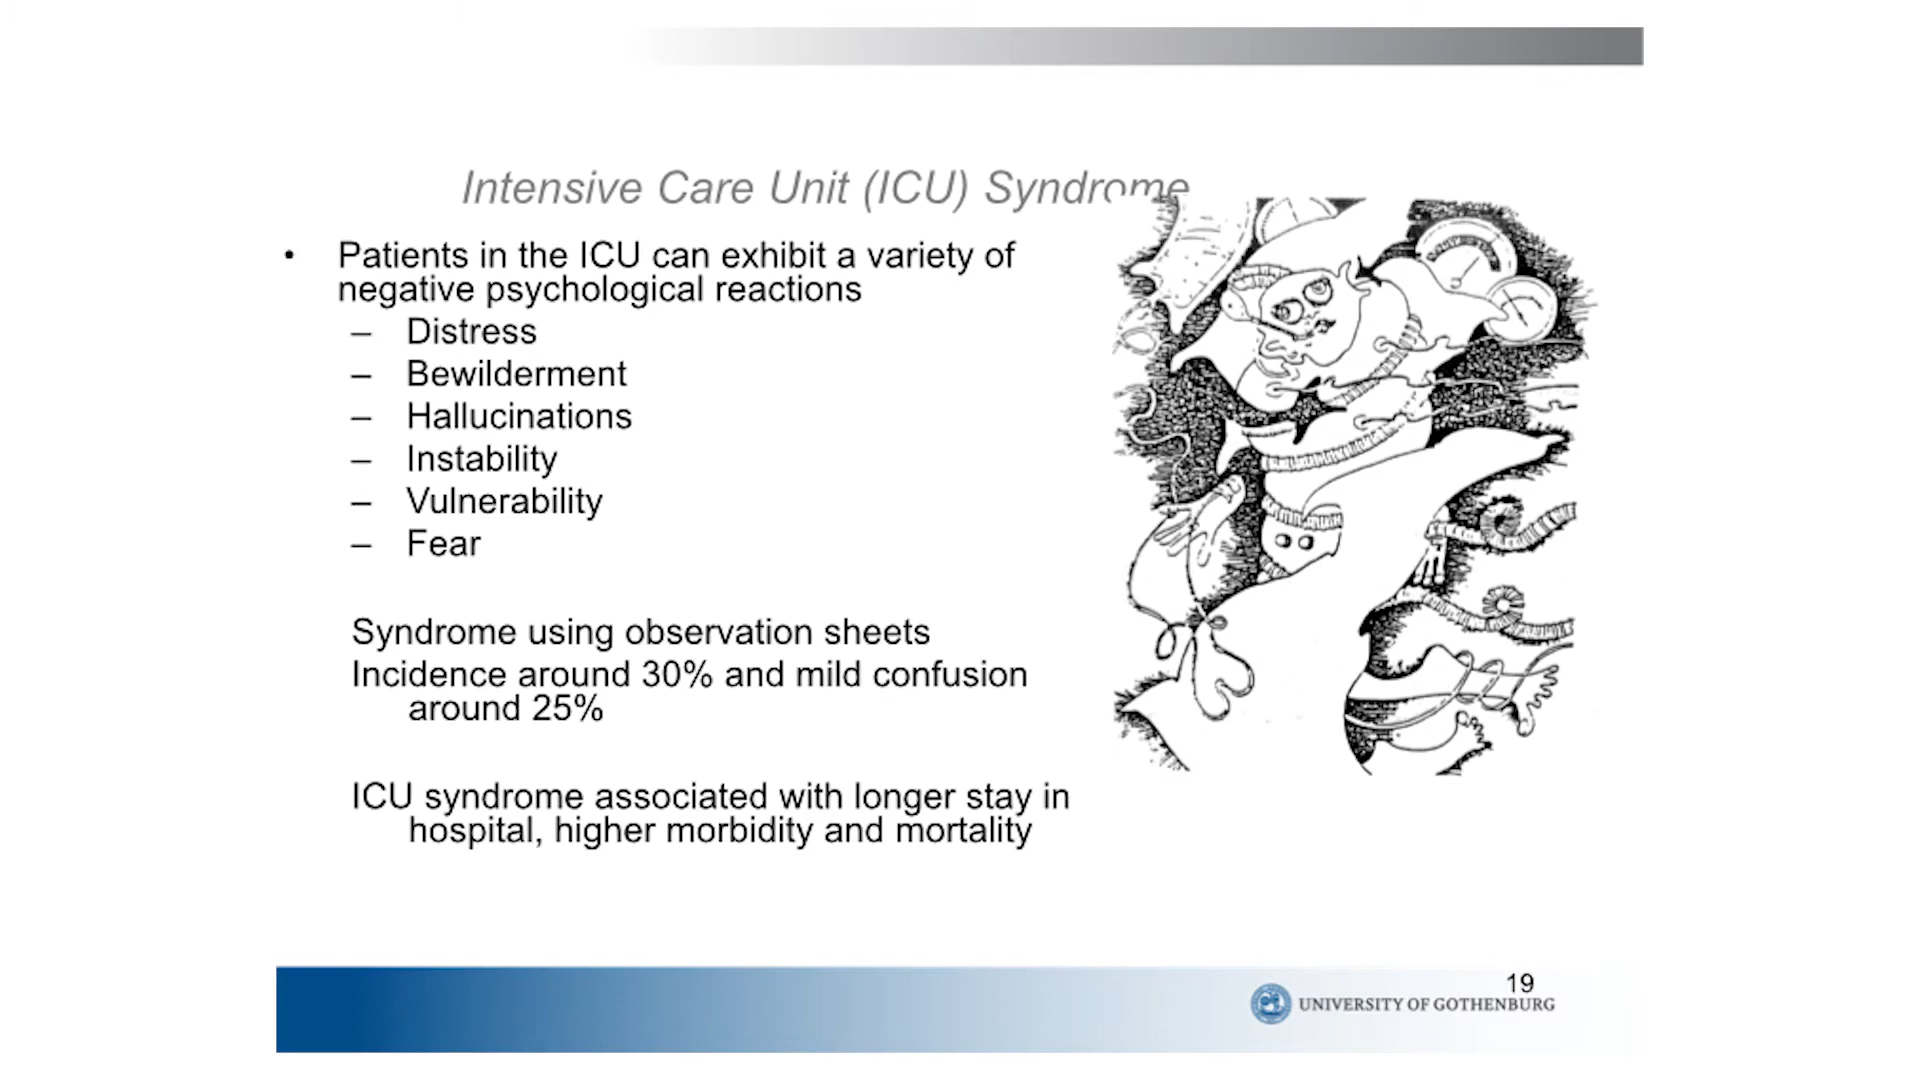 Intensive Care Unit (ICU) Syndrome
• Patients in the ICU can exhibit a variety of
negative psychological reactions
– Distress
– Bewilderment
– Hallucinations
– Instability
– Vulnerability
– Fear
Syndrome using observation sheets
Incidence around 30% and mild confusion
around 25%
ICU syndrome associated with longer stay in
hospital, higher morbidity and mortality
19
UNIVERSITY OF GOTHENBURG